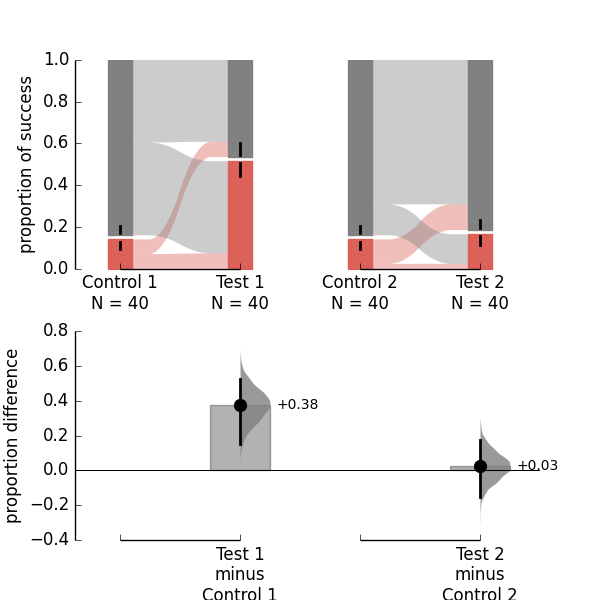 proportion of success
1.0
0.8
0.6
0.4
0.2
0.0
Control 1
N = 40
Test 1
N = 40
Control 2
N = 40
Test 2
N = 40
proportion difference
0.8
0.6
0.4
0.2
0.0
−0.2
−0.4
+0.38
+0.03
Test 1
minus
Control 1
Test 2
minus
Control 2